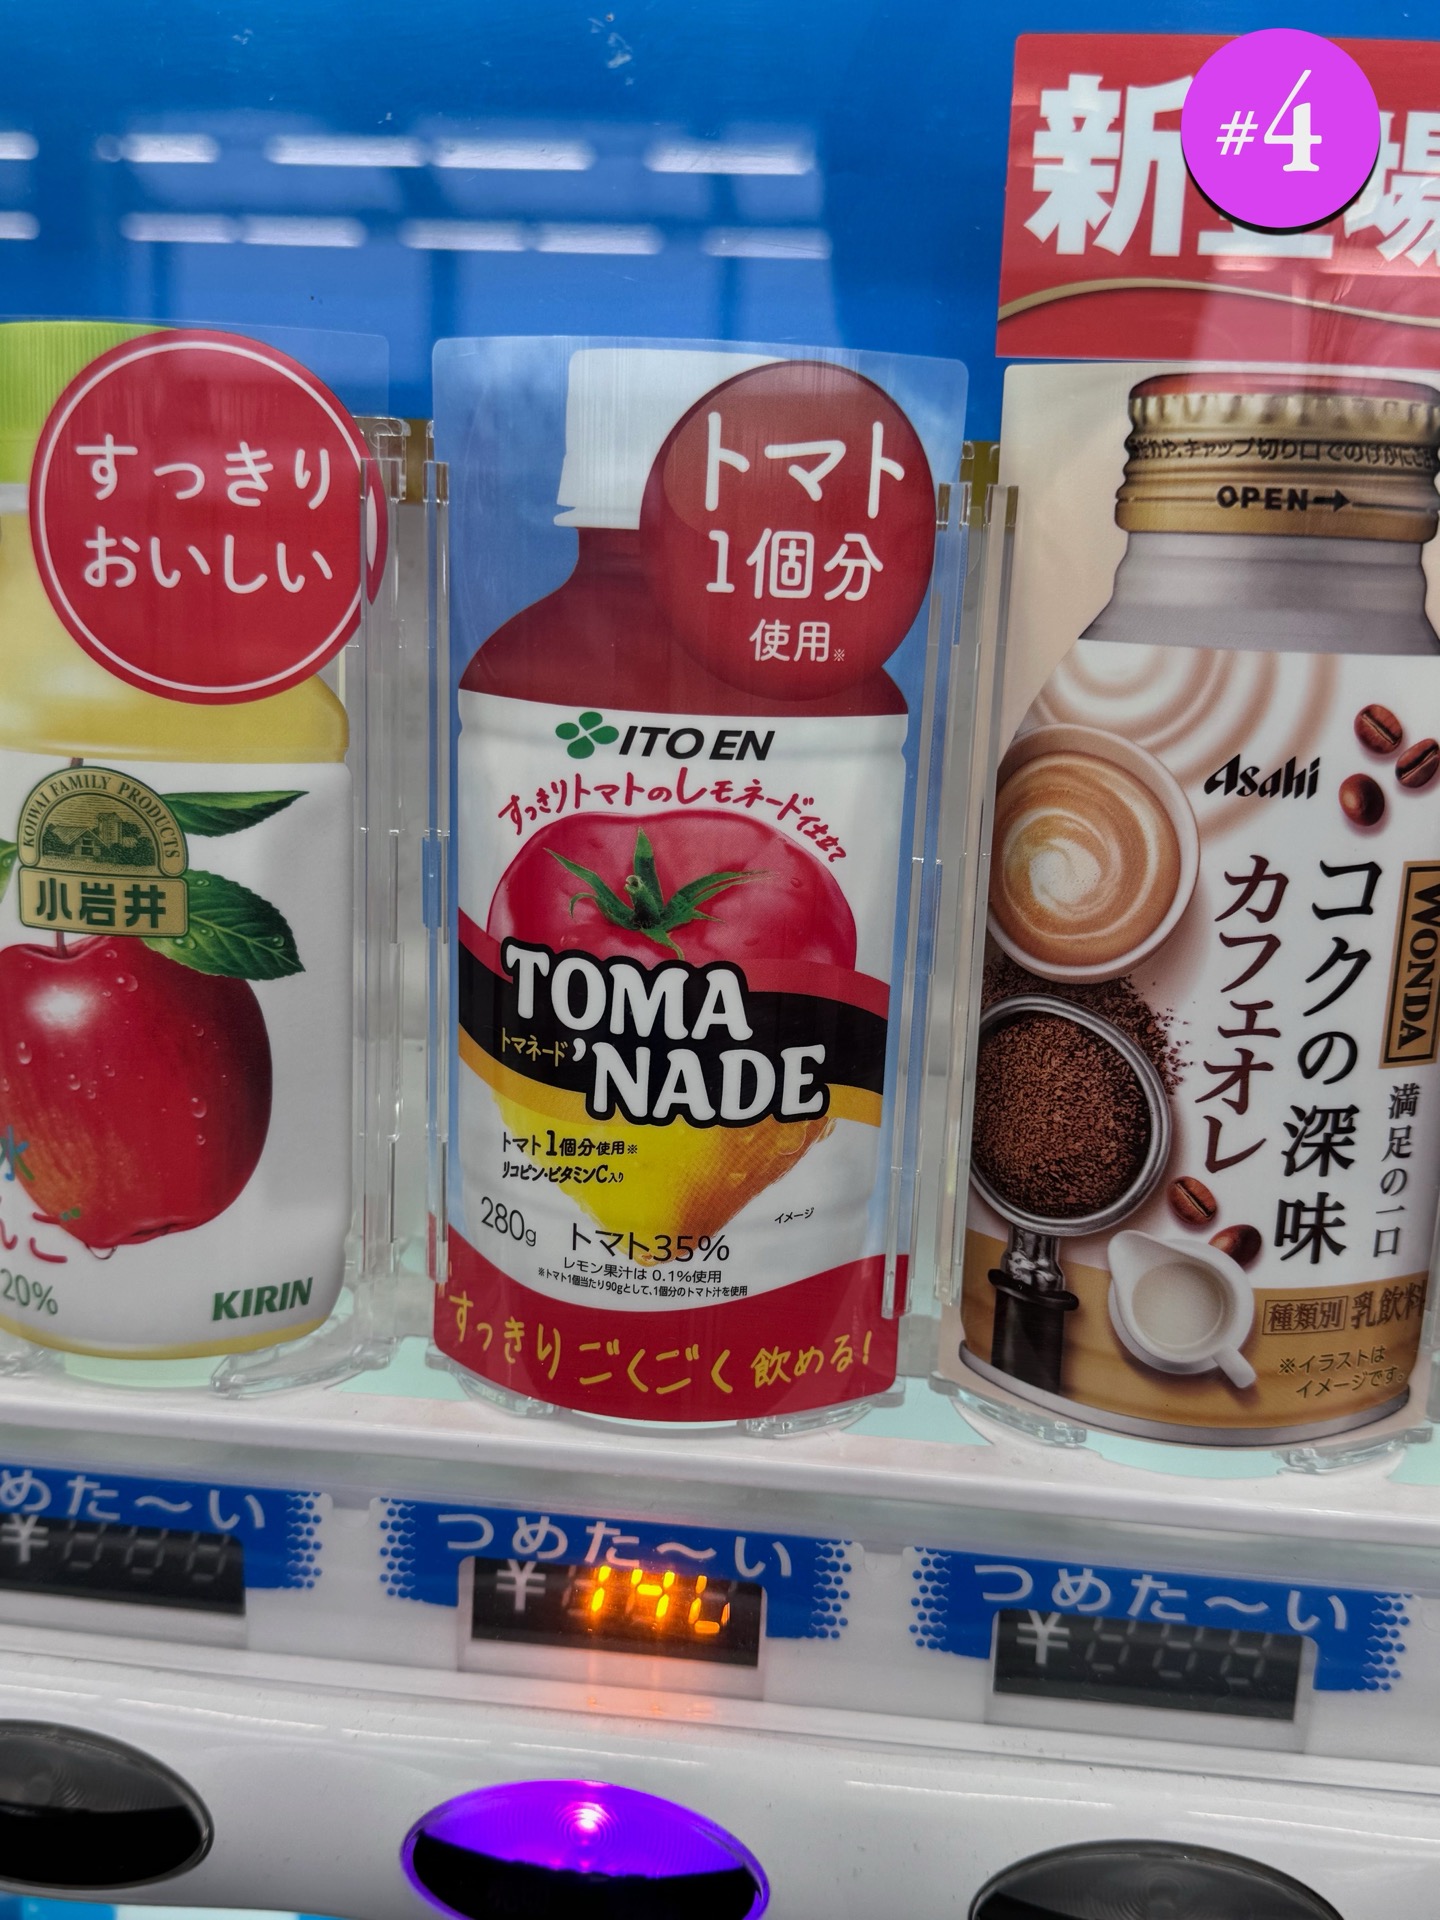 #4
すっきり
おいしい
KOIWAI FAMILY PRODUCTS
小岩井
20%
KIRIN
トマト
1個分
使用※
ITO EN
すっきりトマトのレモネード仕立て
TOMA
'NADE
トマネード
トマト1個分使用※
リコピン・ビタミンC入り
280g
トマト35%
イメージ
レモン果汁は 0.1%使用
※トマト1個当たり90gとして、1個分のトマト汁を使用
すっきりごくごく飲める!
OPEN→
Asahi
WONDA
コクの深味
カフェオレ
満足の一口
種類別 乳飲料
※イラストは
イメージです。
めた〜い
¥
つめた〜い
¥
つめた〜い
¥